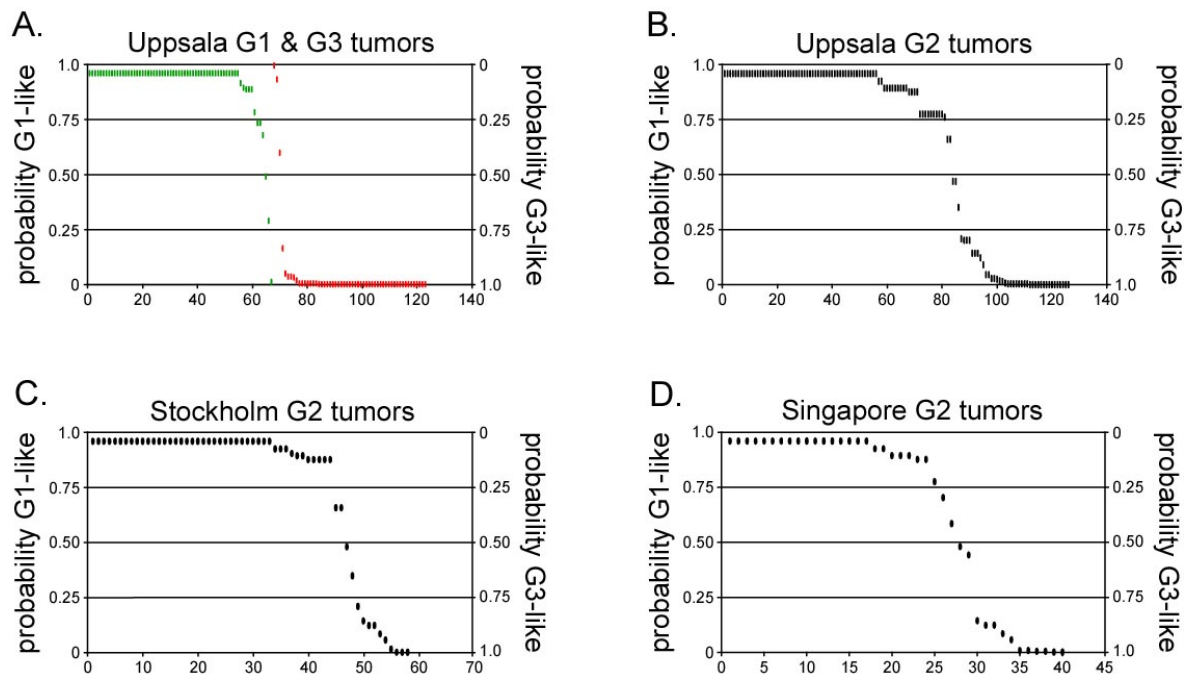 A.
Uppsala G1 & G3 tumors
probability G1-like
1.0
0.75
0.50
0.25
0
0
0.25
0.50
0.75
1.0
probability G3-like
0 20 40 60 80 100 120 140
B.
Uppsala G2 tumors
probability G1-like
1.0
0.75
0.50
0.25
0
0
0.25
0.50
0.75
1.0
probability G3-like
0 20 40 60 80 100 120 140
C.
Stockholm G2 tumors
probability G1-like
1.0
0.75
0.50
0.25
0
0
0.25
0.50
0.75
1.0
probability G3-like
0 10 20 30 40 50 60 70
D.
Singapore G2 tumors
probability G1-like
1.0
0.75
0.50
0.25
0
0
0.25
0.50
0.75
1.0
probability G3-like
0 5 10 15 20 25 30 35 40 45